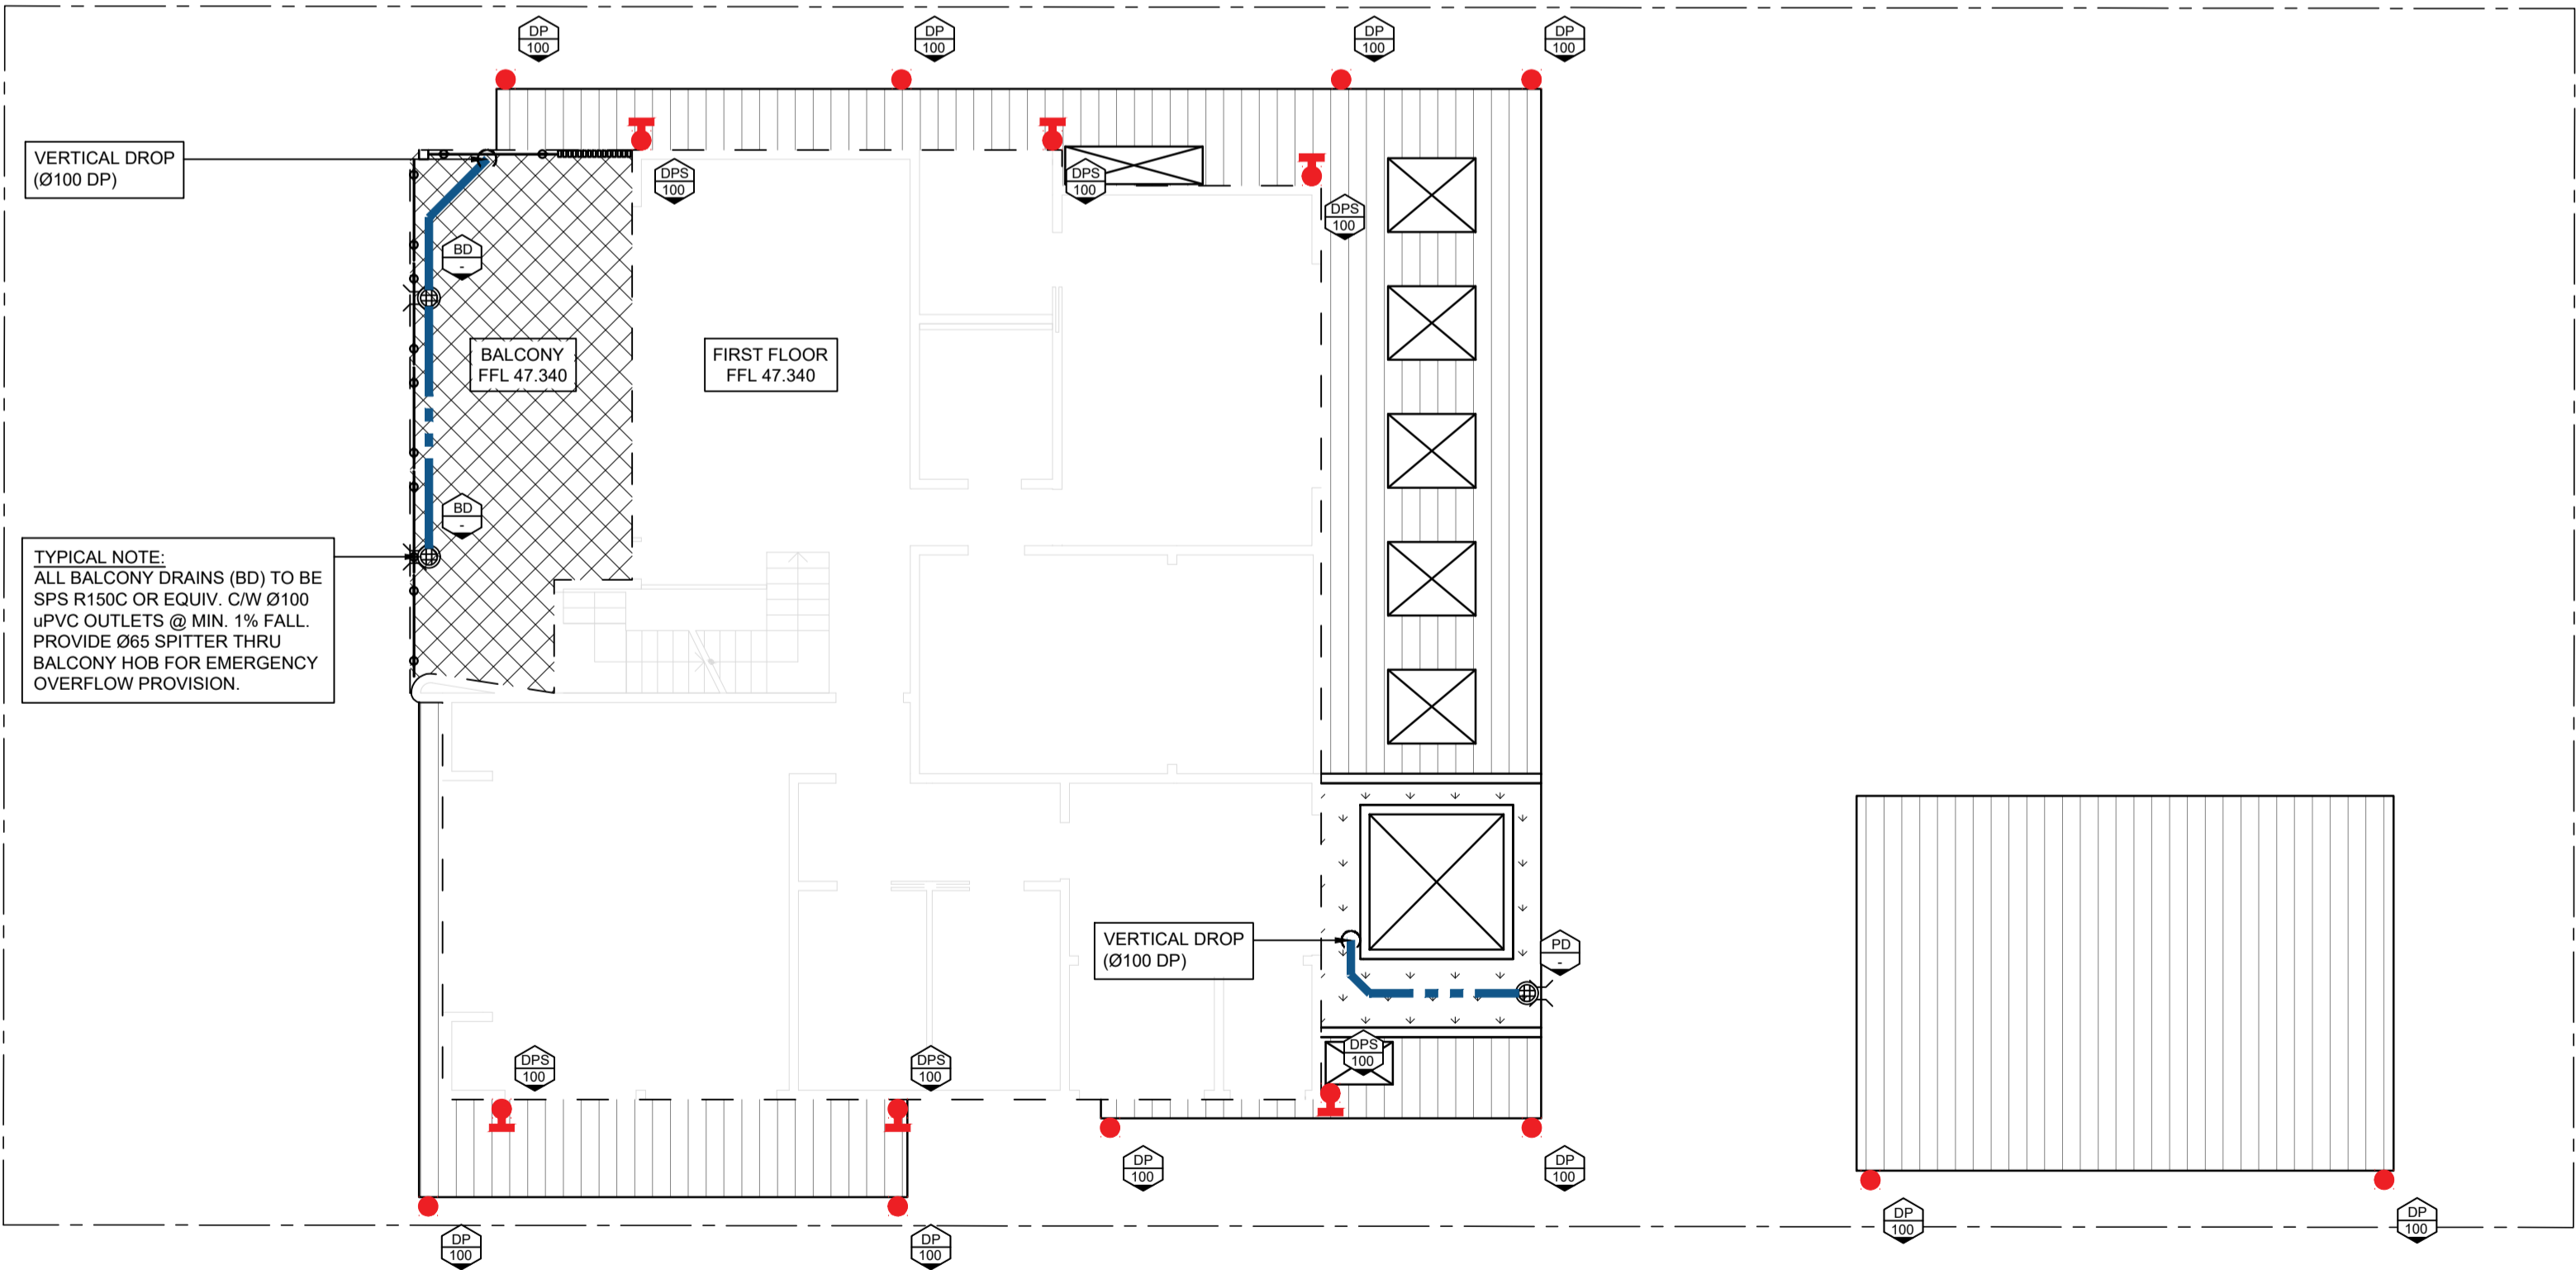 DP
100
DP
100
DP
100
DP
100
VERTICAL DROP
(Ø100 DP)
DPS
100
DPS
100
DPS
100
BD
-
BALCONY
FFL 47.340
FIRST FLOOR
FFL 47.340
BD
-
TYPICAL NOTE:
ALL BALCONY DRAINS (BD) TO BE
SPS R150C OR EQUIV. C/W Ø100
uPVC OUTLETS @ MIN. 1% FALL.
PROVIDE Ø65 SPITTER THRU
BALCONY HOB FOR EMERGENCY
OVERFLOW PROVISION.
VERTICAL DROP
(Ø100 DP)
PD
-
DPS
100
DPS
100
DPS
100
DP
100
DP
100
DP
100
DP
100
DP
100
DP
100